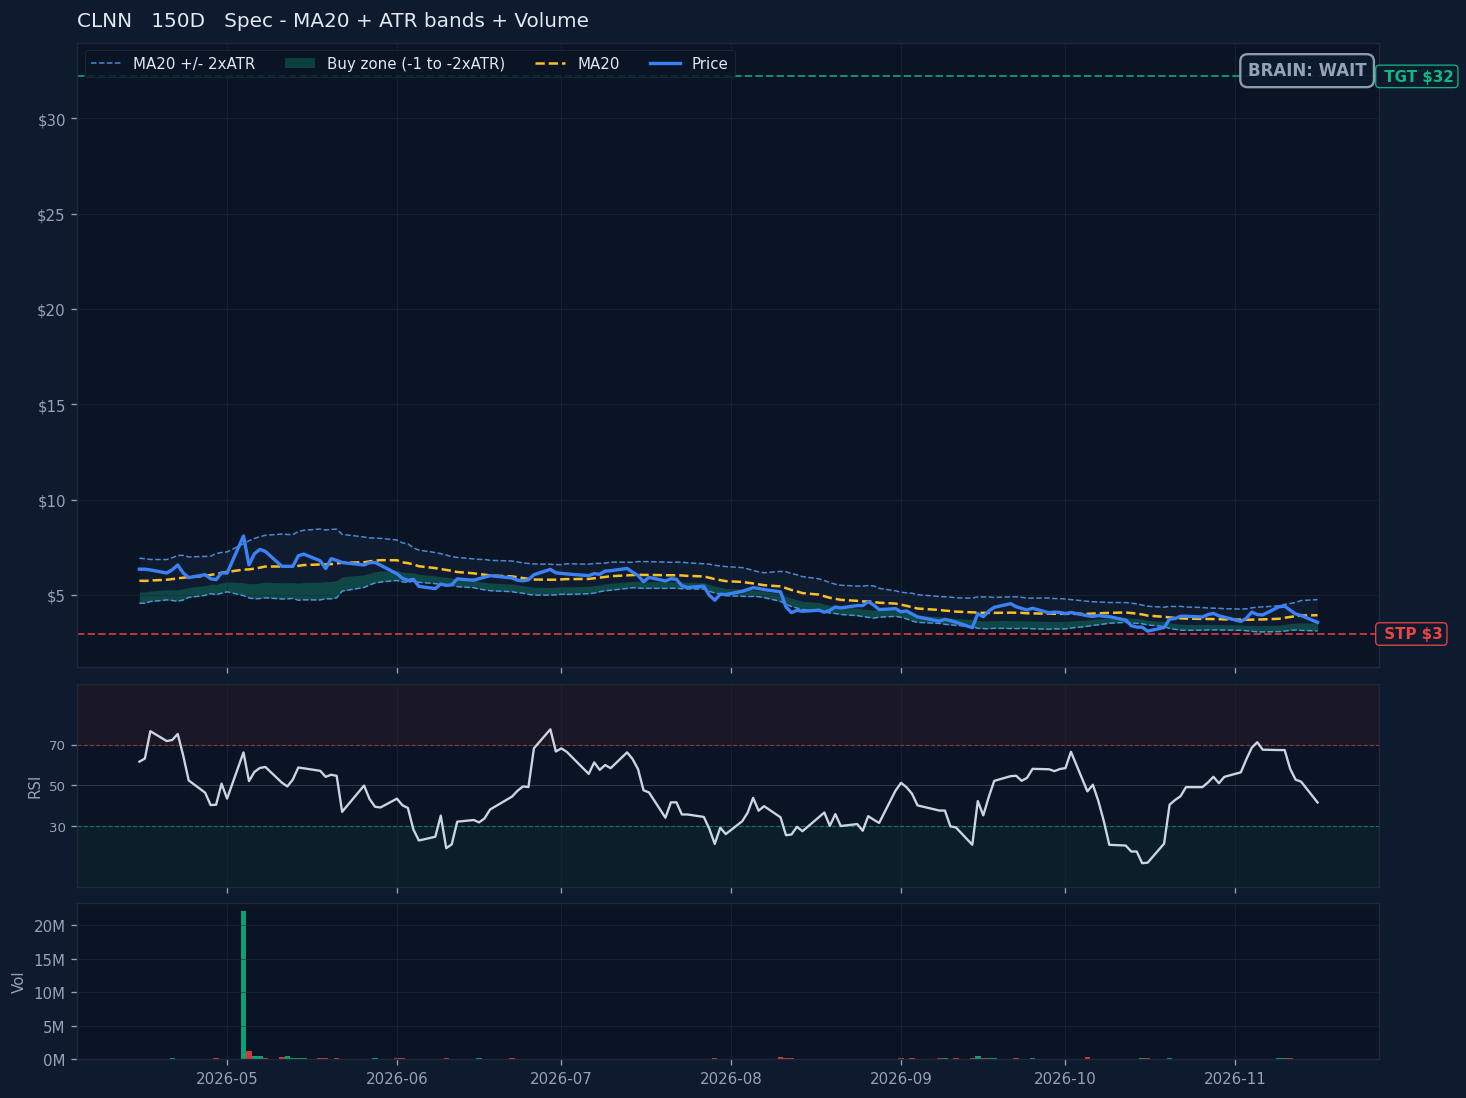 CLNN   150D   Spec - MA20 + ATR bands + Volume
MA20 +/- 2xATR
Buy zone (-1 to -2xATR)
MA20
Price
BRAIN: WAIT
TGT $32
$30
$25
$20
$15
$10
$5
STP $3
RSI
70
50
30
Vol
20M
15M
10M
5M
0M
2026-05
2026-06
2026-07
2026-08
2026-09
2026-10
2026-11